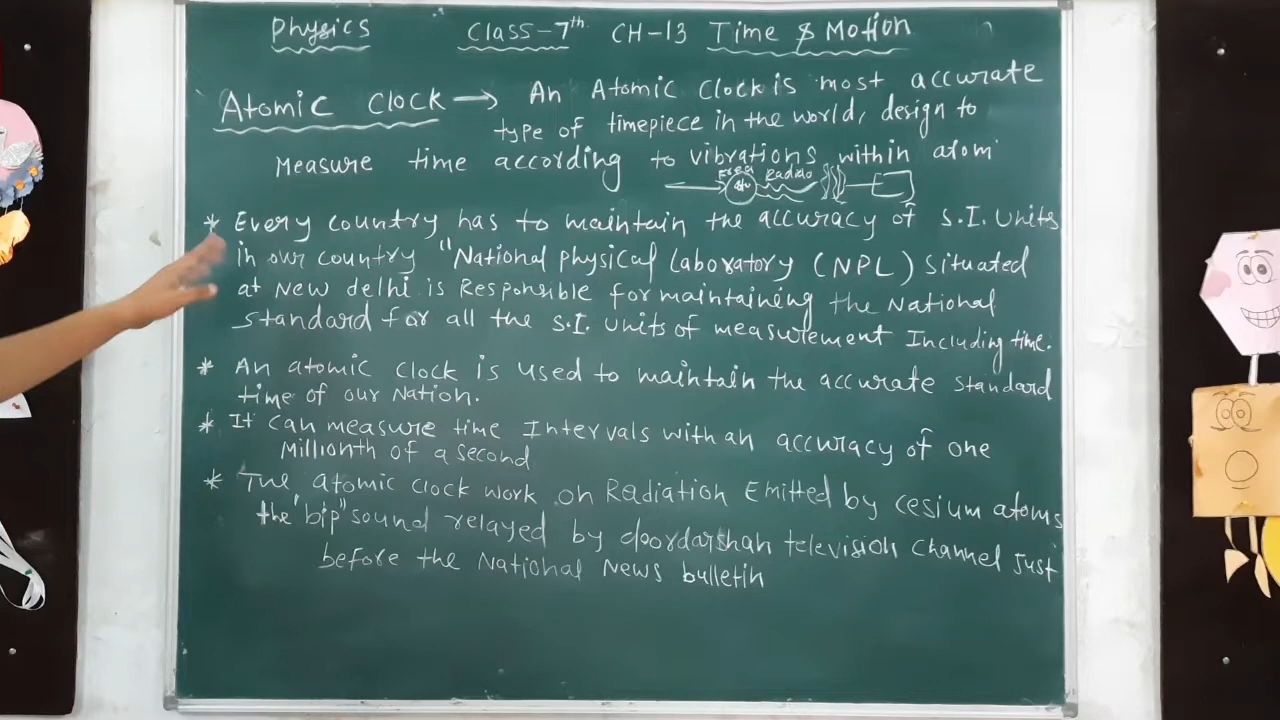 Physics Class-7th CH-13 Time & Motion
Atomic Clock → An Atomic Clock is most accurate
type of timepiece in the world, design to
Measure time according to vibrations within atom
Radio
* Every country has to maintain the accuracy of S.I. Units
in our country "National physical Laboratory (NPL) situated
at New delhi is Responsible for maintaining the National
standard for all the S.I. Units of measurement Including time.
* An atomic clock is used to maintain the accurate standard
time of our Nation.
* It can measure time Intervals with an accuracy of one
Millionth of a second
* The atomic clock work on Radiation Emitted by cesium atoms
the "bip" sound relayed by doordarshan television channel Just
before the National News bulletin